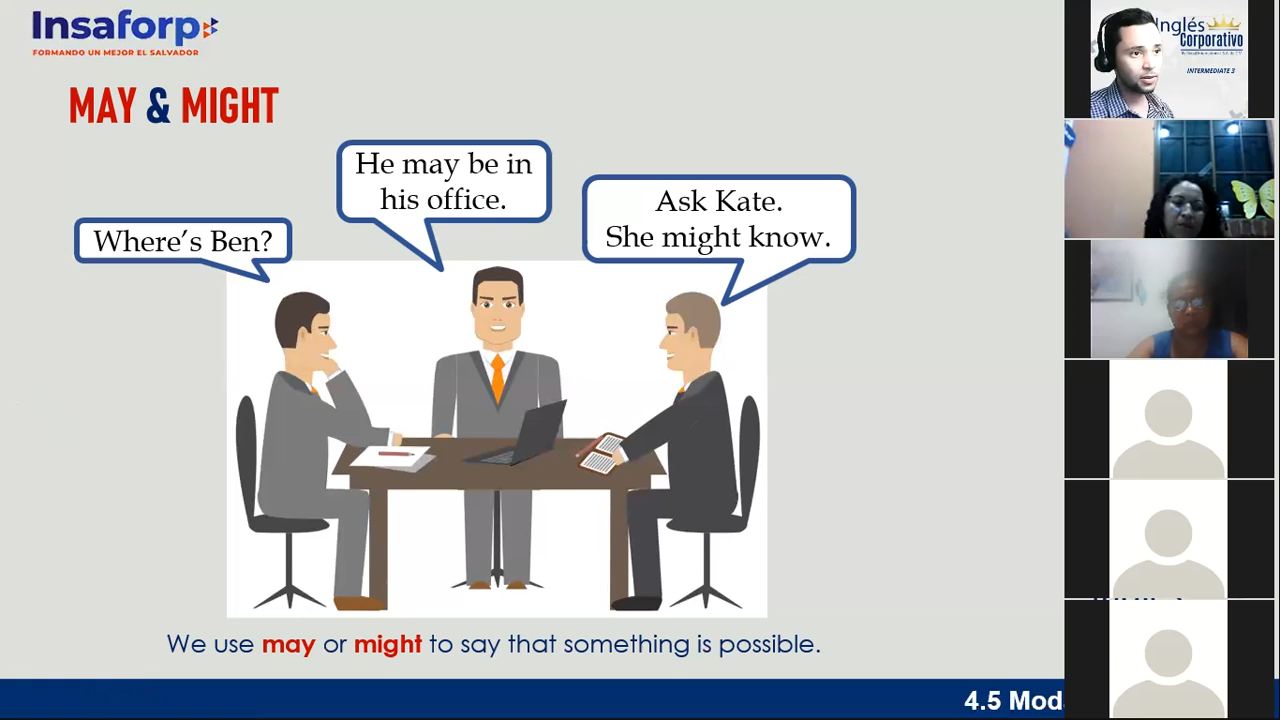 Insaforp
FORMANDO UN MEJOR EL SALVADOR
MAY & MIGHT
Where's Ben?
He may be in
his office.
Ask Kate.
She might know.
We use may or might to say that something is possible.
4.5 Mod
Inglés
Corporativo
INTERMEDIATE 3